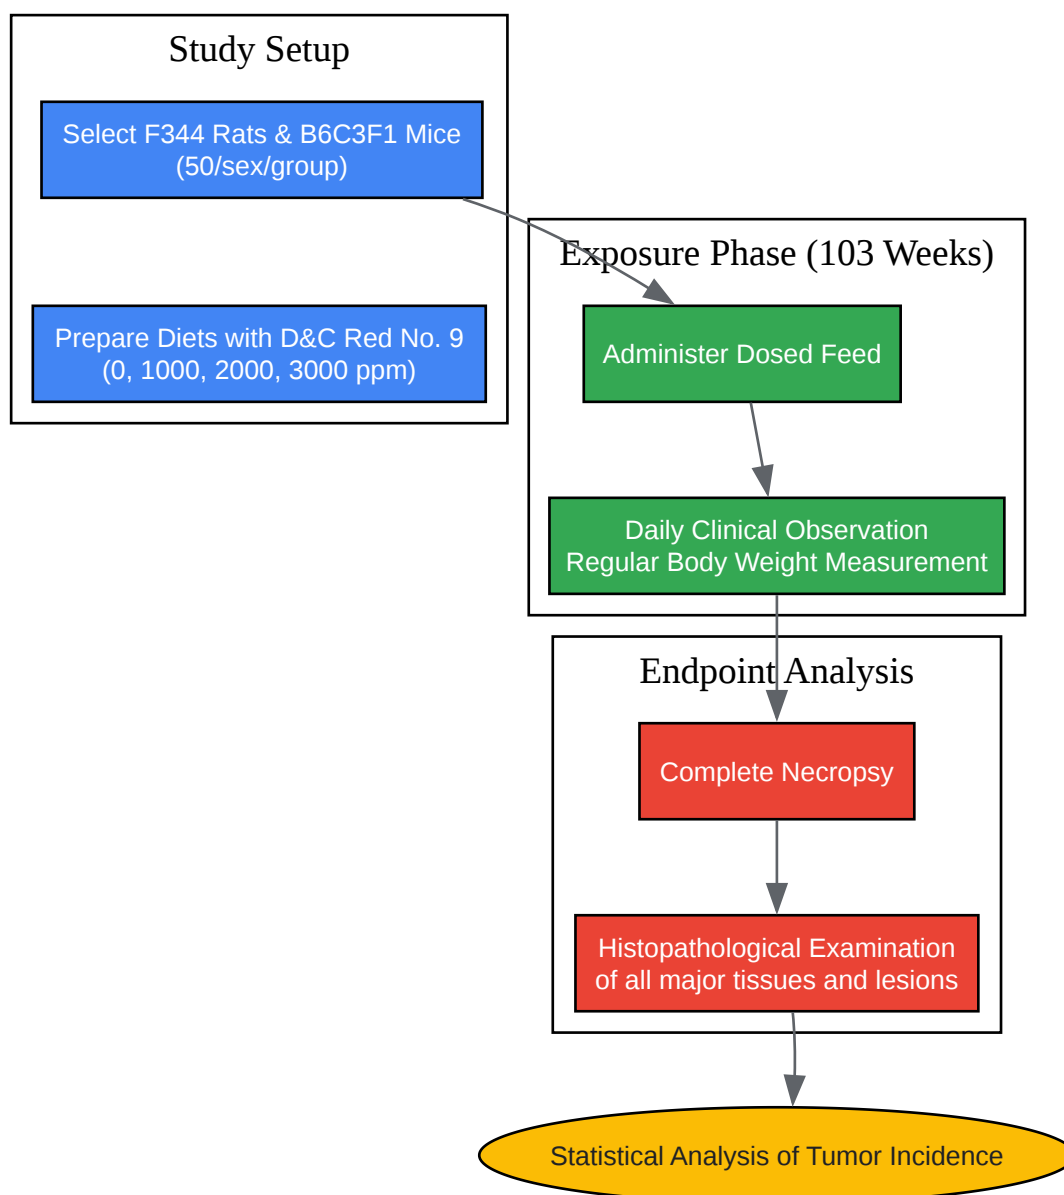 Study Setup
Select F344 Rats & B6C3F1 Mice
(50/sex/group)
Prepare Diets with D&C Red No. 9
(0, 1000, 2000, 3000 ppm)
Exposure Phase (103 Weeks)
Administer Dosed Feed
Daily Clinical Observation
Regular Body Weight Measurement
Endpoint Analysis
Complete Necropsy
Histopathological Examination
of all major tissues and lesions
Statistical Analysis of Tumor Incidence